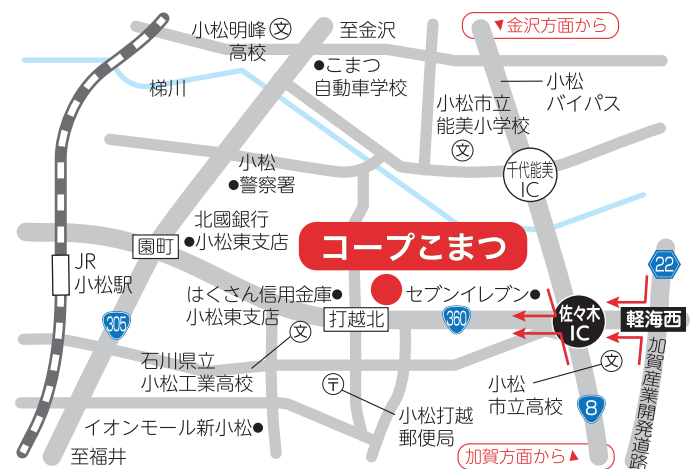 小松明峰
高校
文
至金沢
▼金沢方面から
こまつ
自動車学校
梯川
小松
バイパス
小松市立
能美小学校
文
千代能美
IC
小松
警察署
北國銀行
小松東支店
園町
コープこまつ
JR
小松駅
22
はくさん信用金庫
小松東支店
セブンイレブン
打越北
305
360
佐々木
IC
軽海西
文
石川県立
小松工業高校
〒
小松
市立高校
文
加賀産業開発道路
8
小松打越
郵便局
イオンモール新小松
至福井
加賀方面から▲